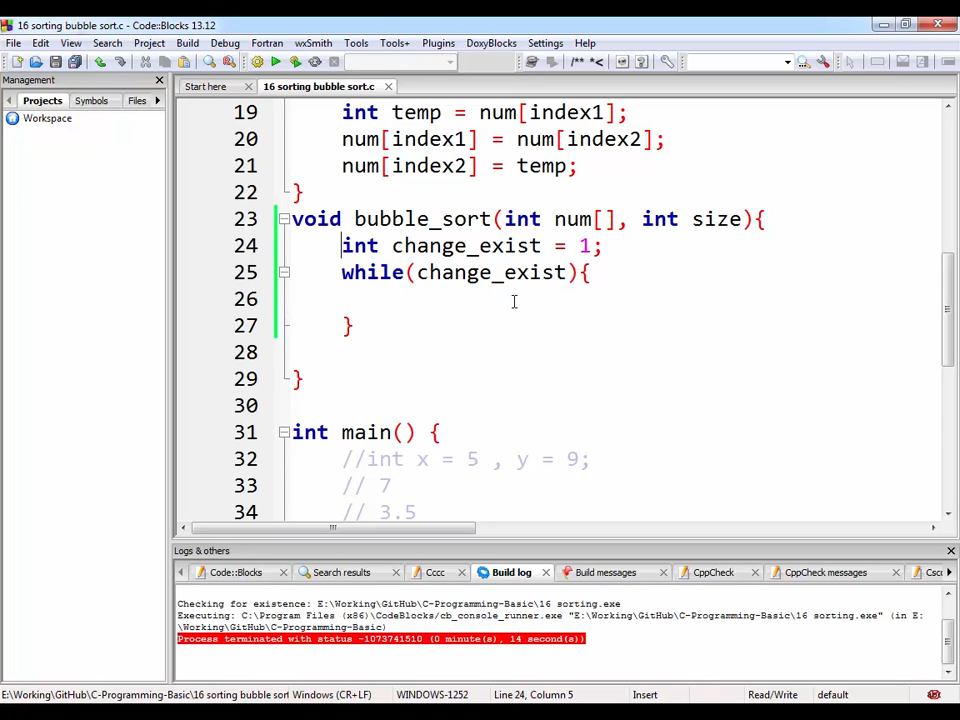 16 sorting bubble sort.c - Code::Blocks 13.12
File Edit View Search Project Build Debug Fortran wxSmith Tools Tools+ Plugins DoxyBlocks Settings Help
/** *<
Management
Start here 16 sorting bubble sort.c
Projects Symbols Files
Workspace
19 int temp = num[index1];
20 num[index1] = num[index2];
21 num[index2] = temp;
22 }
23 void bubble_sort(int num[], int size){
24 int change_exist = 1;
25 while(change_exist){
26
27 }
28
29 }
30
31 int main() {
32 //int x = 5 , y = 9;
33 // 7
34 // 3.5
Logs & others
Code::Blocks Search results Cccc Build log Build messages CppCheck CppCheck messages Cscc
Checking for existence: E:\Working\GitHub\C-Programming-Basic\16 sorting.exe
Executing: C:\Program Files (x86)\CodeBlocks/cb_console_runner.exe "E:\Working\GitHub\C-Programming-Basic\16 sorting.exe" (in E:
\Working\GitHub\C-Programming-Basic)
Process terminated with status -1073741510 (0 minute(s), 14 second(s))
E:\Working\GitHub\C-Programming-Basic\16 sorting bubble sort Windows (CR+LF) WINDOWS-1252 Line 24, Column 5 Insert Read/Write default